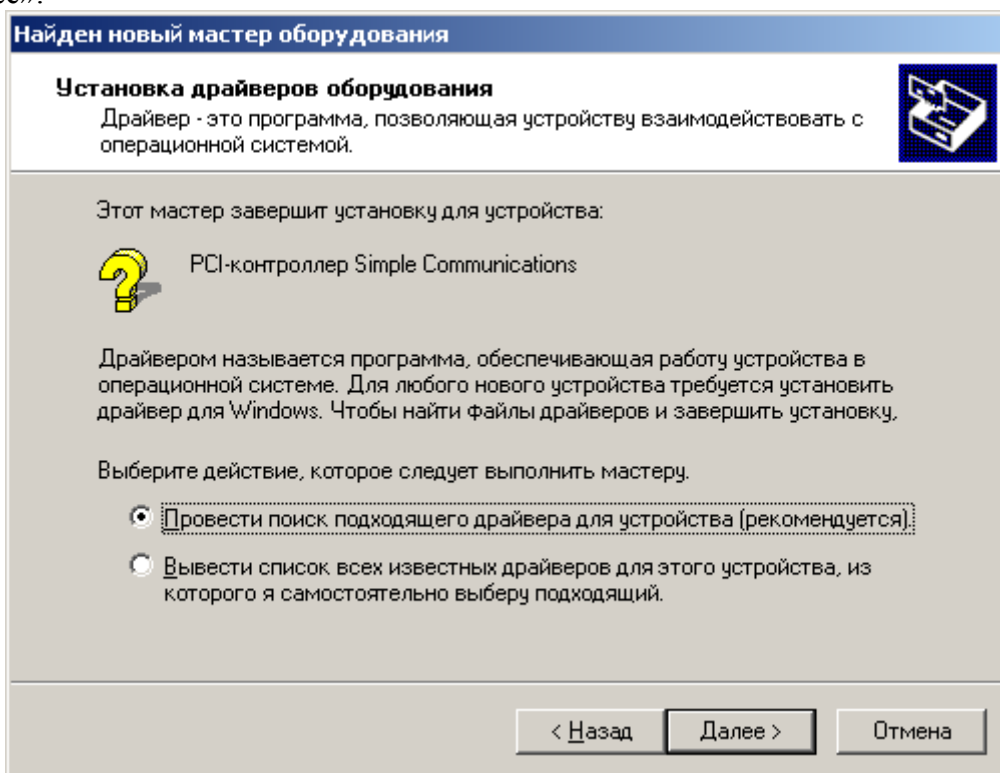 Найден новый мастер оборудования
Установка драйверов оборудования
Драйвер - это программа, позволяющая устройству взаимодействовать с
операционной системой.
Этот мастер завершит установку для устройства:
PCI-контроллер Simple Communications
Драйвером называется программа, обеспечивающая работу устройства в
операционной системе. Для любого нового устройства требуется установить
драйвер для Windows. Чтобы найти файлы драйверов и завершить установку,
Выберите действие, которое следует выполнить мастеру.
Провести поиск подходящего драйвера для устройства (рекомендуется).
Вывести список всех известных драйверов для этого устройства, из
которого я самостоятельно выберу подходящий.
< Назад Далее > Отмена